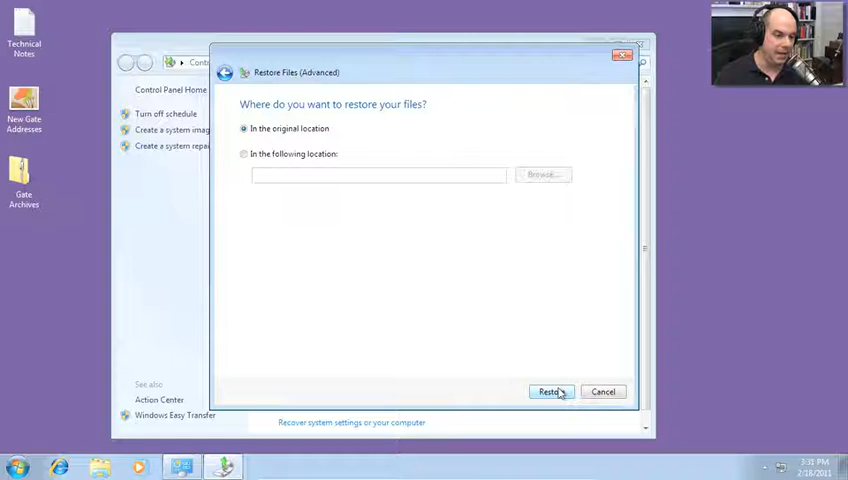 Technical
Notes
New Gate
Addresses
Gate
Archives
Control Panel Home
Turn off schedule
Create a system
Create a system
See also
Action Center
Windows Easy Transfer
Restore Files (Advanced)
Where do you want to restore your files?
In the original location
In the following location:
Browse...
Restore
Cancel
Recover system settings or your computer
3:31 PM
2/18/2011